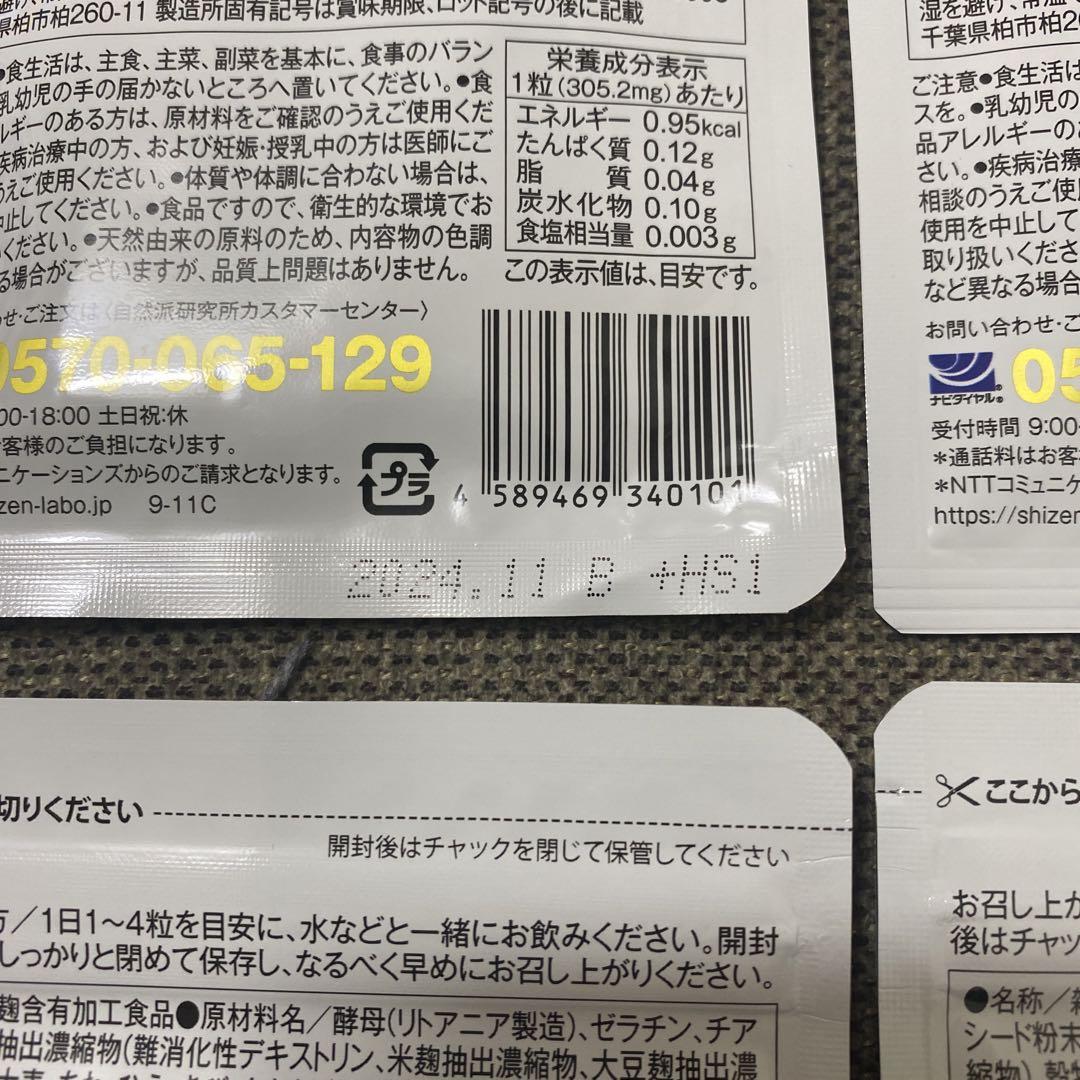 県柏市柏260-11 製造所固有記号は賞味期限、ロット記号の後に記載
●食生活は、主食、主菜、副菜を基本に、食事のバラン
乳幼児の手の届かないところへ置いてください。●食
ルギーのある方は、原材料をご確認のうえご使用くだ
疾病治療中の方、および妊娠・授乳中の方は医師にご
うえご使用ください。●体質や体調に合わない場合は、
中止してください。●食品ですので、衛生的な環境でお
ください。●天然由来の原料のため、内容物の色調
る場合がございますが、品質上問題はありません。
わせ・ご注文は〈自然派研究所カスタマーセンター〉
0570-065-129
00-18:00 土日祝:休
お客様のご負担になります。
ニケーションズからのご請求となります。
zen-labo.jp 9-11C
栄養成分表示
1粒(305.2mg)あたり
エネルギー 0.95kcal
たんぱく質 0.12g
脂質 0.04g
炭水化物 0.10g
食塩相当量 0.003g
この表示値は、目安です。
プラ
4 589469 340101
2024.11 B +HS1
湿を避け、常温で
千葉県柏市柏26
ご注意●食生活は
スを。●乳幼児の
品アレルギーの
さい。●疾病治療
相談のうえご使
使用を中止して
取り扱いくださ
など異なる場合
お問い合わせ・ご
ナビダイヤル®
05
受付時間 9:00-
*通話料はお客
*NTTコミュニケ
https://shizen
切りください
開封後はチャックを閉じて保管してください
方/1日1〜4粒を目安に、水などと一緒にお飲みください。開封
しっかりと閉めて保存し、なるべく早めにお召し上がりください。
麹含有加工食品●原材料名/酵母(リトアニア製造)、ゼラチン、チア
抽出濃縮物(難消化性デキストリン、米麹抽出濃縮物、大豆麹抽出濃
ここから
お召し上が
後はチャッ
●名称/
シード粉末
縮物)